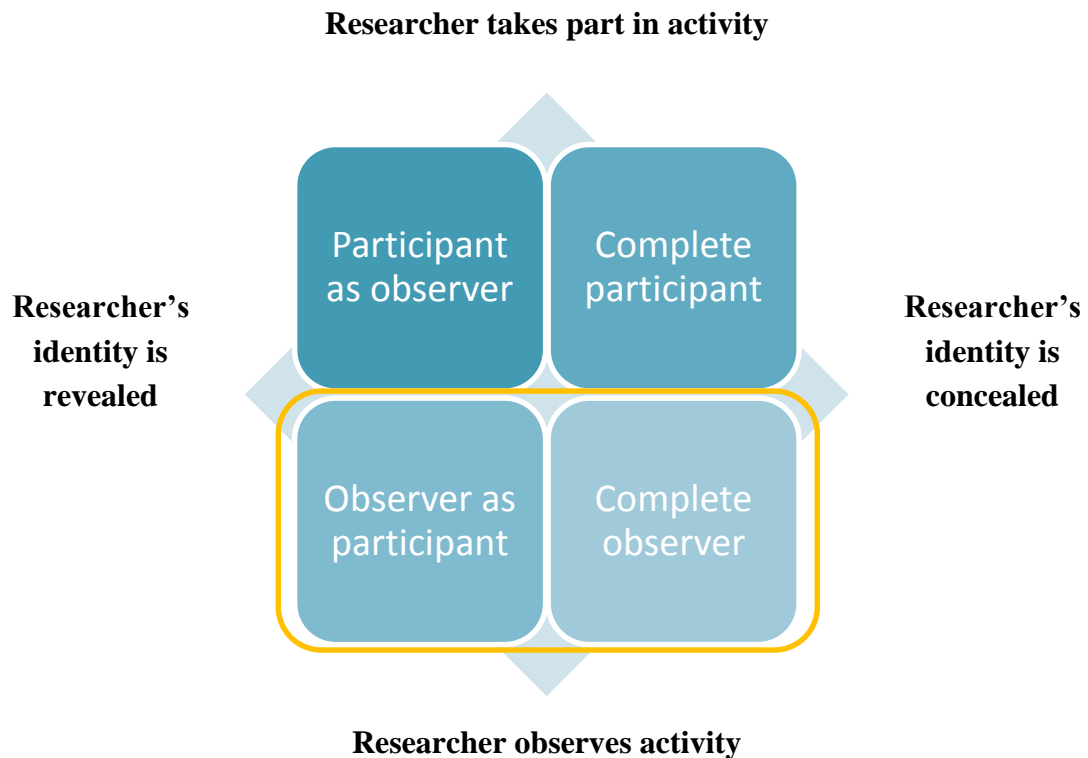 Researcher takes part in activity
Participant
as observer
Complete
participant
Researcher’s
identity is
revealed
Researcher’s
identity is
concealed
Observer as
participant
Complete
observer
Researcher observes activity